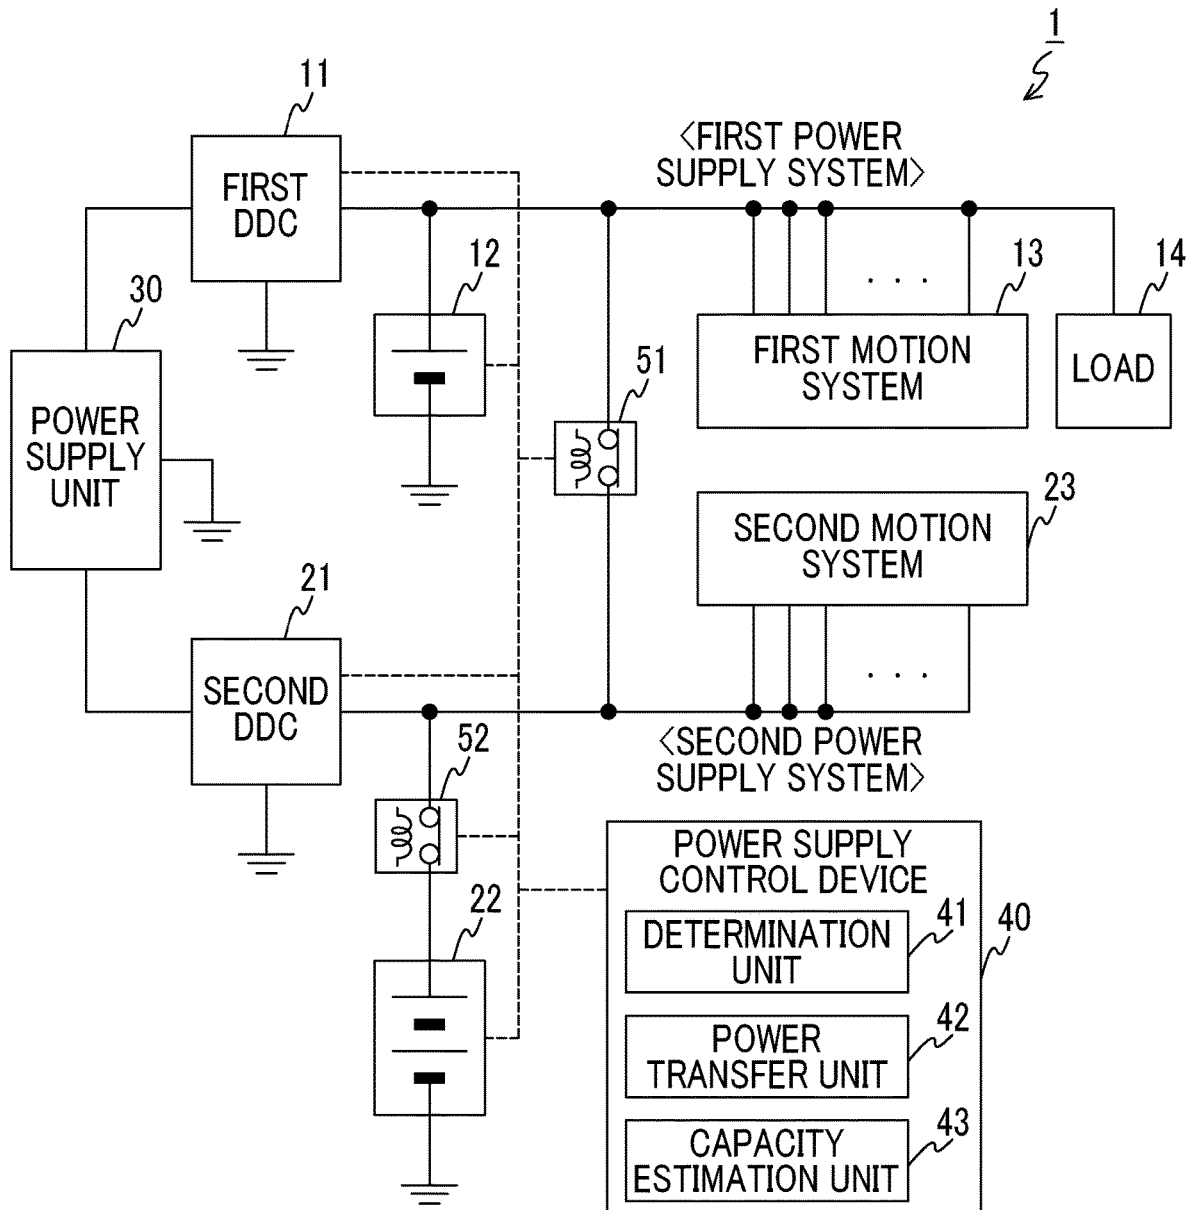 1
11
<FIRST POWER
SUPPLY SYSTEM>
FIRST
DDC
12
13
14
30
FIRST MOTION
SYSTEM
LOAD
51
POWER
SUPPLY
UNIT
23
SECOND MOTION
SYSTEM
21
SECOND
DDC
. . .
. . .
52
<SECOND POWER
SUPPLY SYSTEM>
22
POWER SUPPLY
CONTROL DEVICE
40
41
DETERMINATION
UNIT
42
POWER
TRANSFER UNIT
43
CAPACITY
ESTIMATION UNIT